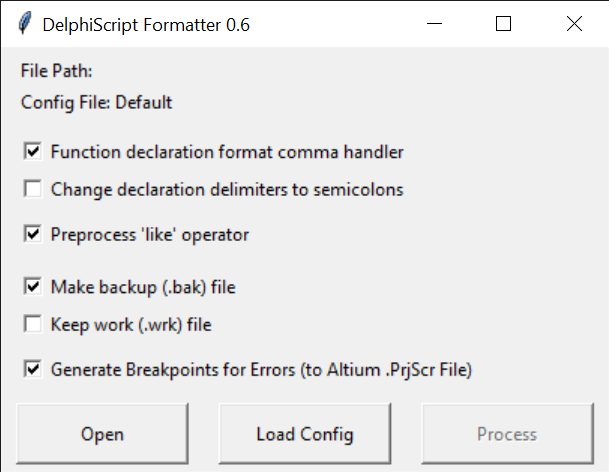 DelphiScript Formatter 0.6
File Path:
Config File: Default
Function declaration format comma handler
Change declaration delimiters to semicolons
Preprocess 'like' operator
Make backup (.bak) file
Keep work (.wrk) file
Generate Breakpoints for Errors (to Altium .PrjScr File)
Open Load Config Process